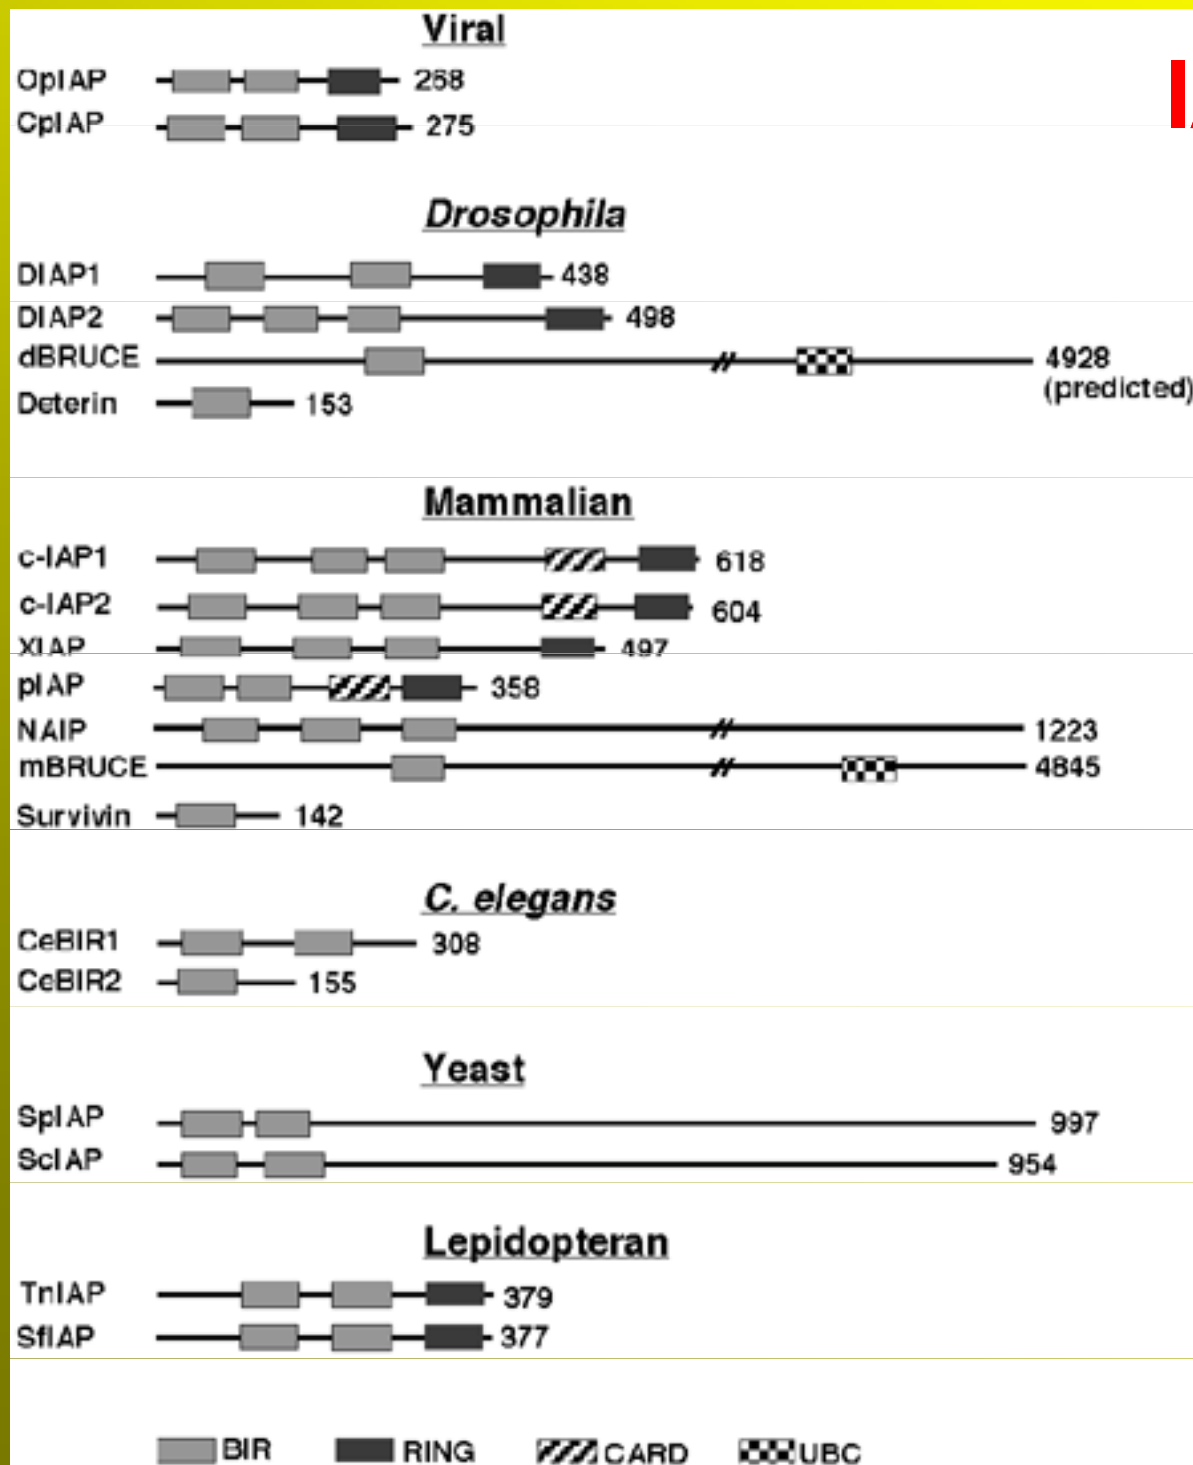 Viral
OpIAP 268
CpIAP 275
Drosophila
DIAP1 438
DIAP2 498
dBRUCE 4928
(predicted)
Deterin 153
Mammalian
c-IAP1 618
c-IAP2 604
XIAP 497
pIAP 358
NAIP 1223
mBRUCE 4845
Survivin 142
C. elegans
CeBIR1 308
CeBIR2 155
Yeast
SpIAP 997
ScIAP 954
Lepidopteran
TnIAP 379
SfIAP 377
BIR RING CARD UBC